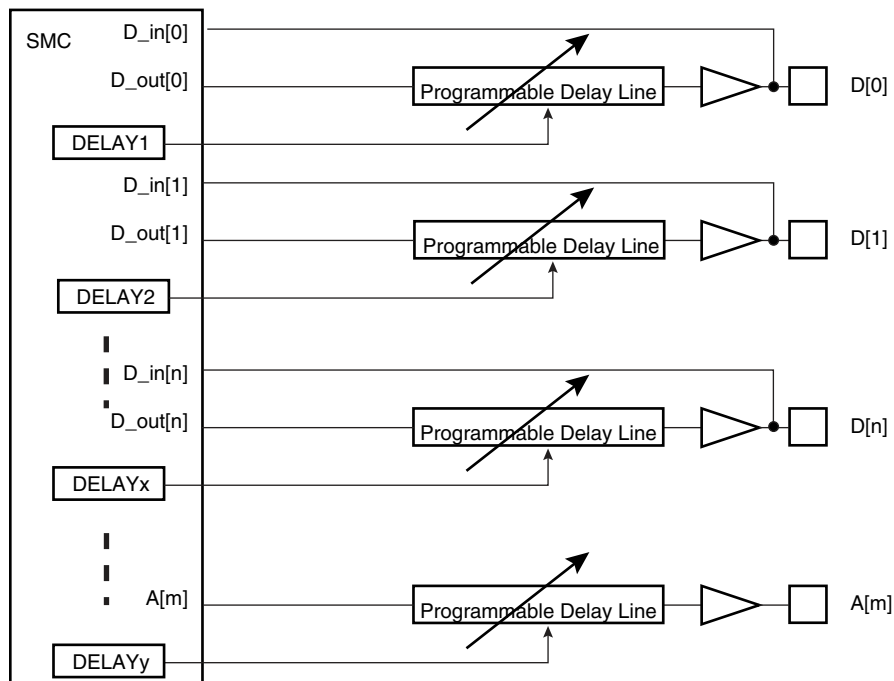 SMC
D_in[0]
D_out[0]
Programmable Delay Line
D[0]
DELAY1
D_in[1]
D_out[1]
Programmable Delay Line
D[1]
DELAY2
D_in[n]
D_out[n]
Programmable Delay Line
D[n]
DELAYx
A[m]
Programmable Delay Line
A[m]
DELAYy